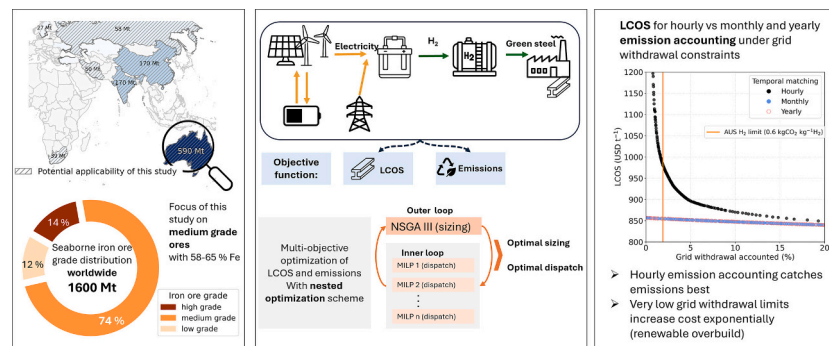 27 Mt
58 Mt
50 Mt
170 Mt
170 Mt
590 Mt
Potential applicability of this study
14 %
12 %
74 %
Seaborne iron ore
grade distribution
worldwide
1600 Mt
Focus of this
study on
medium grade
ores
with 58-65 % Fe
Iron ore grade
high grade
medium grade
low grade
Electricity
H₂
Green steel
Objective
function:
LCOS
Emissions
Multi-objective
optimization of
LCOS and emissions
With nested
optimization scheme
Outer loop
NSGA III (sizing)
Inner loop
MILP 1 (dispatch)
MILP 2 (dispatch)
MILP n (dispatch)
Optimal sizing
Optimal dispatch
LCOS for hourly vs monthly and yearly
emission accounting under grid
withdrawal constraints
LCOS (USD t⁻¹)
1200
1150
1100
1050
1000
950
900
850
800
Temporal matching
Hourly
Monthly
Yearly
AUS H₂ limit (0.6 kgCO₂ kg⁻¹H₂)
0 5 10 15 20
Grid withdrawal accounted (%)
➢ Hourly emission accounting catches
emissions best
➢ Very low grid withdrawal limits
increase cost exponentially
(renewable overbuild)